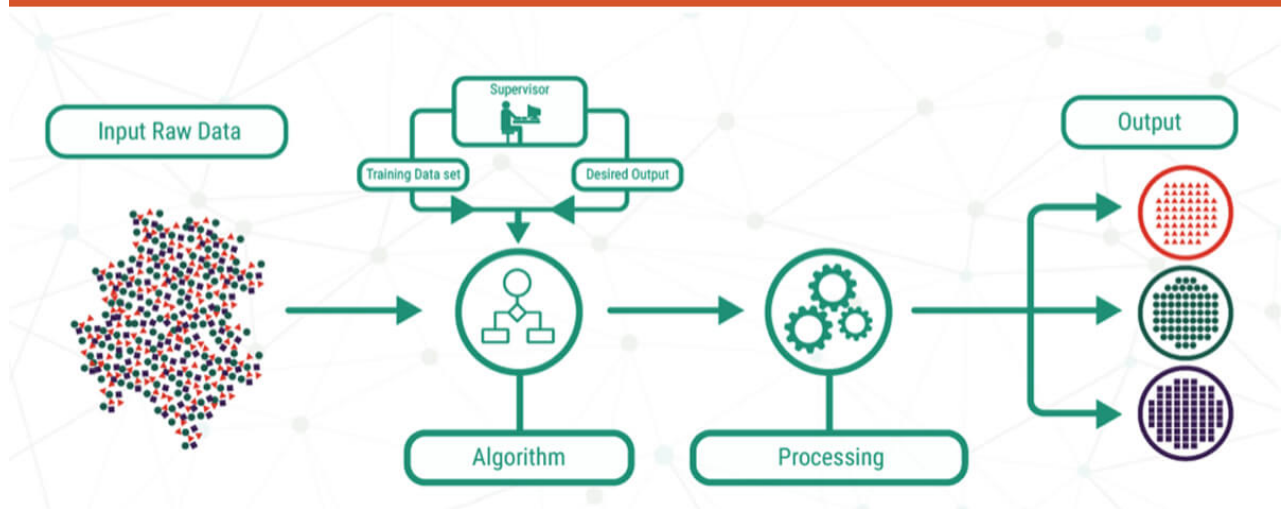 Supervisor
Input Raw Data
Output
Training Data set
Desired Output
Algorithm
Processing